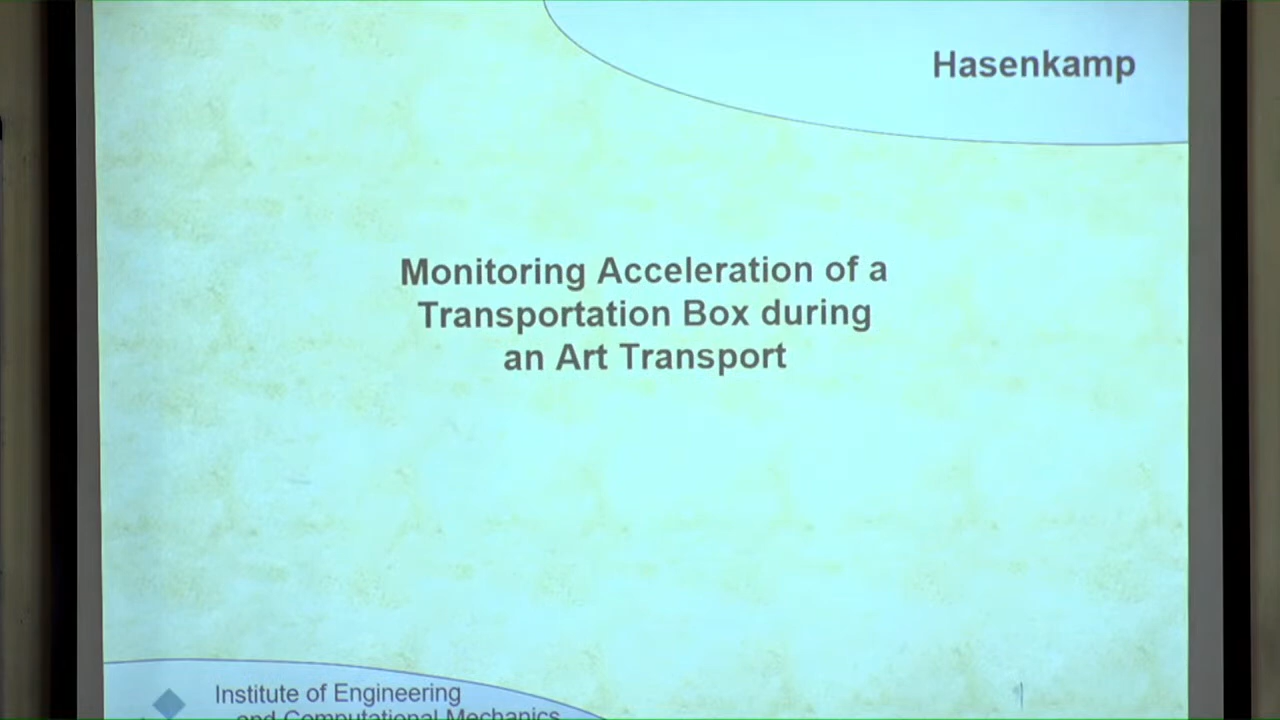 Hasenkamp
Monitoring Acceleration of a
Transportation Box during
an Art Transport
Institute of Engineering
and Computational Mechanics